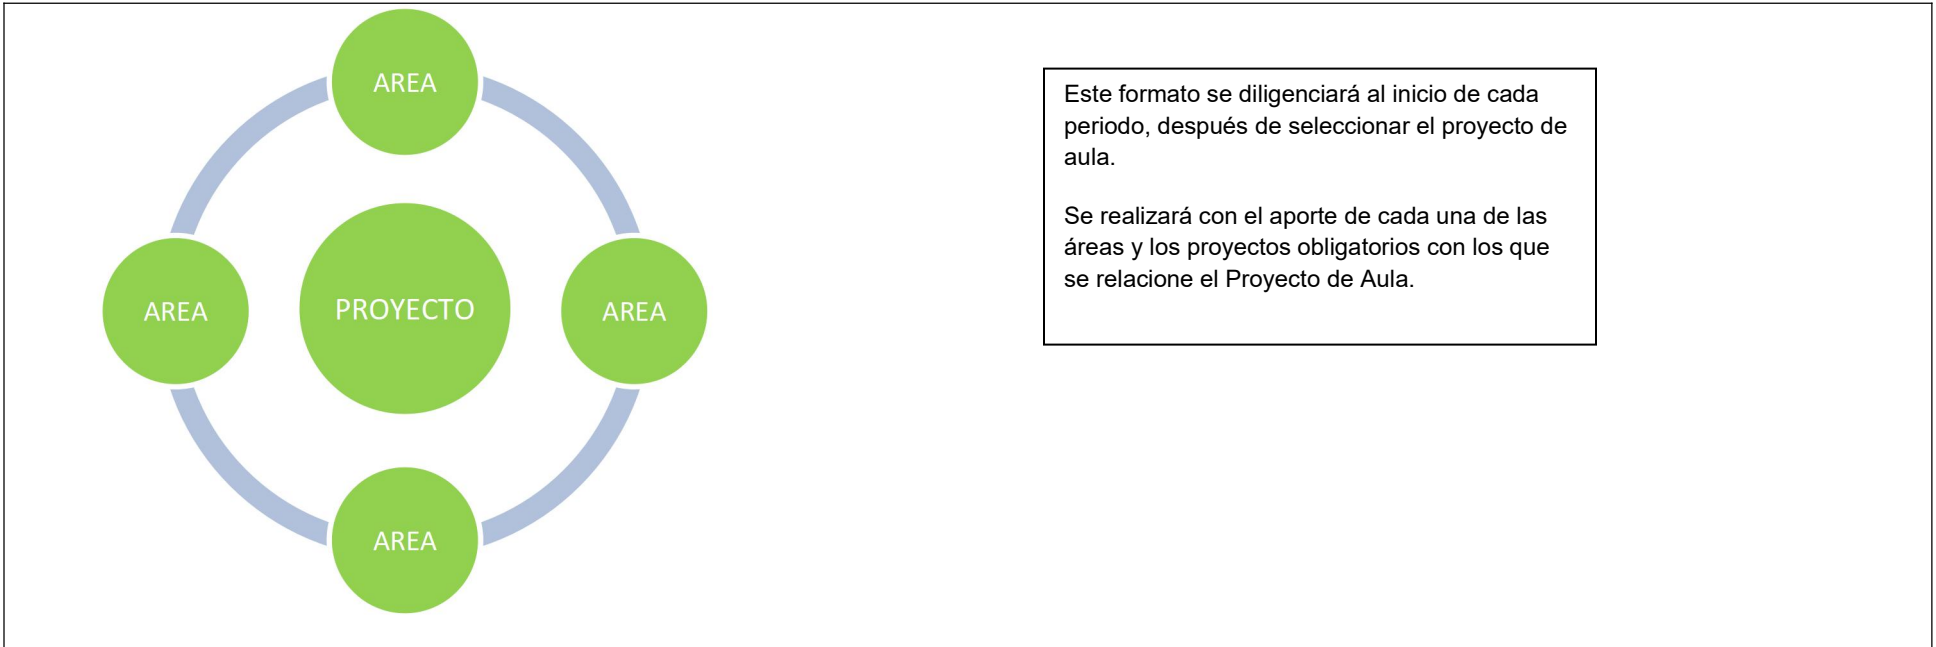 AREA
AREA
PROYECTO
AREA
AREA
Este formato se diligenciará al inicio de cada
periodo, después de seleccionar el proyecto de
aula.
Se realizará con el aporte de cada una de las
áreas y los proyectos obligatorios con los que
se relacione el Proyecto de Aula.